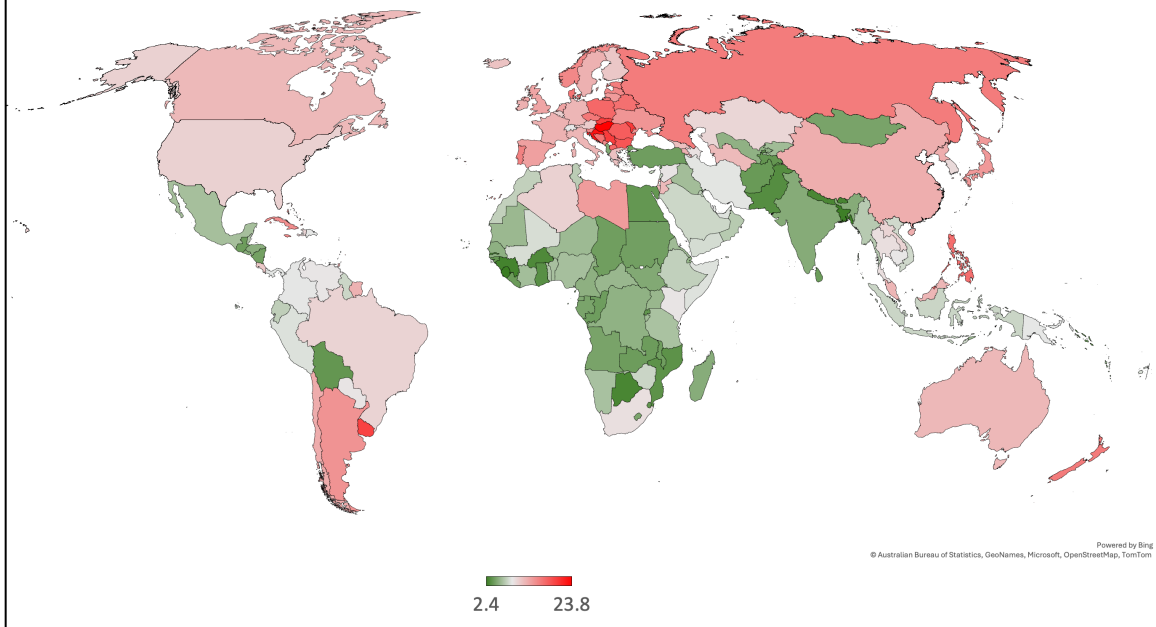 Powered by Bing
© Australian Bureau of Statistics, GeoNames, Microsoft, OpenStreetMap, TomTom
2.4 23.8